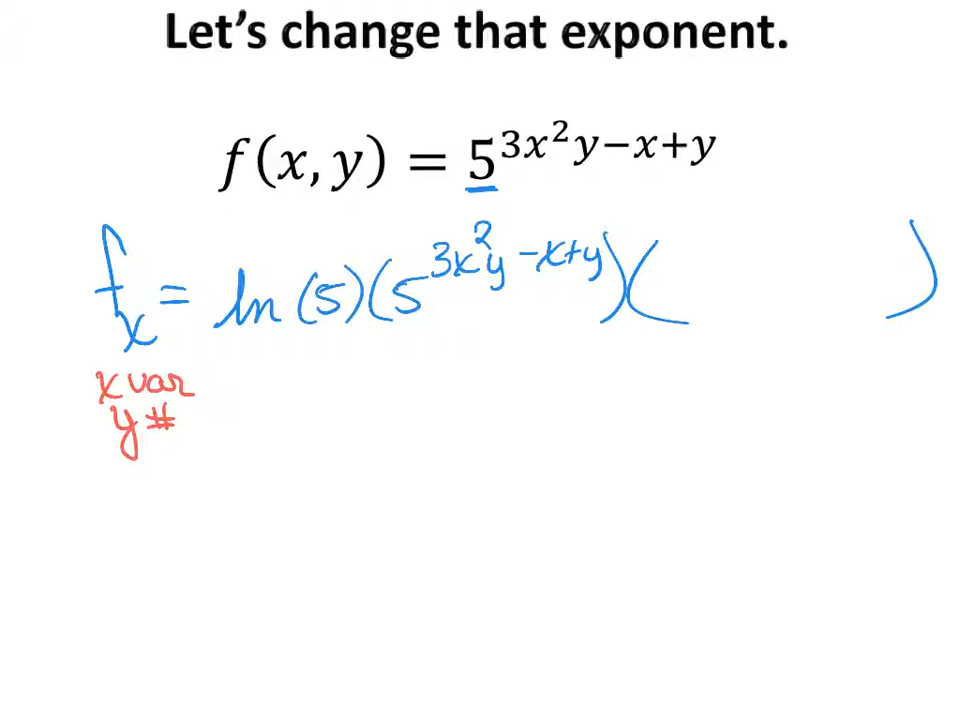 Let's change that exponent.
f(x, y) = 5^{3x^2y−x+y}
f_x = ln(5)(5^{3x^2y−x+y})( )
x var
y #